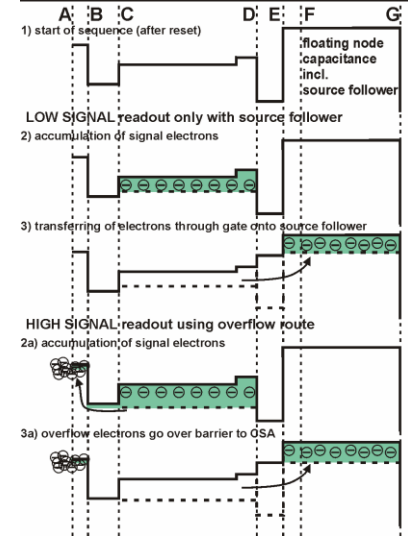 A B C D E F G
1) start of sequence (after reset)
floating node
capacitance
incl.
source follower
LOW SIGNAL readout only with source follower
2) accumulation of signal electrons
3) transferring of electrons through gate onto source follower
HIGH SIGNAL readout using overflow route
2a) accumulation of signal electrons
3a) overflow electrons go over barrier to OSA